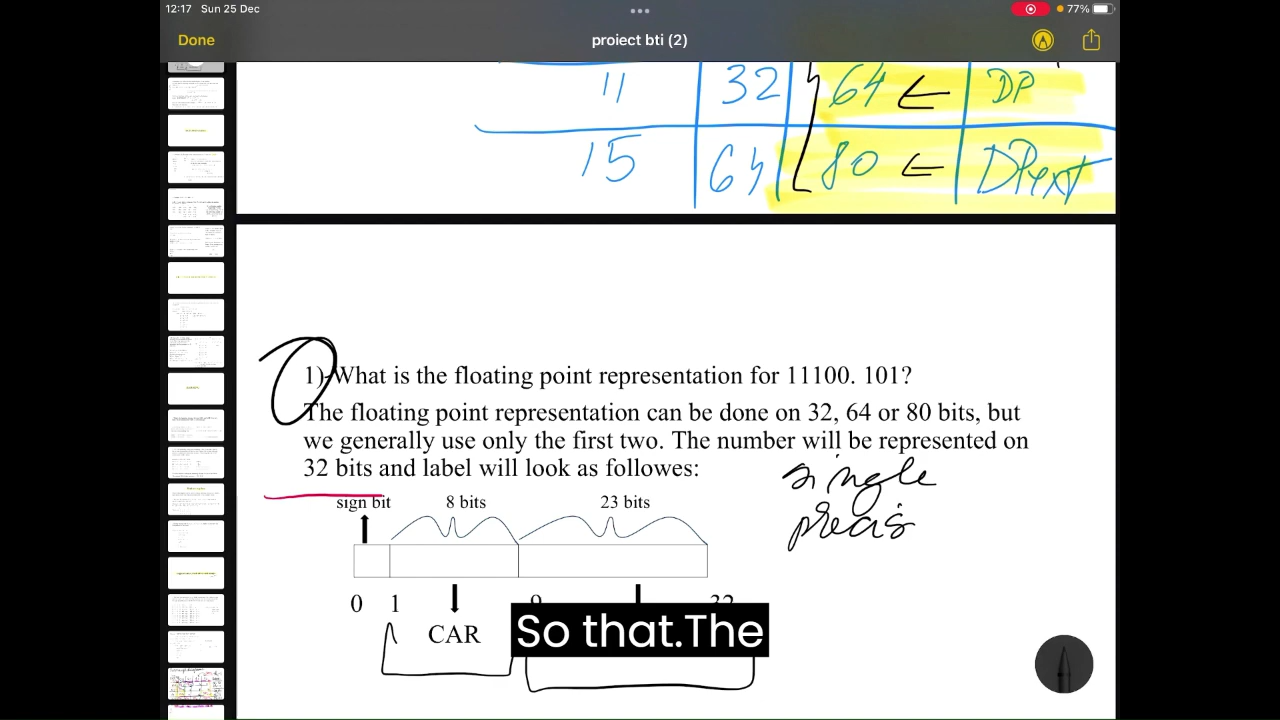 12:17 Sun 25 Dec
77%
Done
proiect bti (2)
32 64 ← DP
15 64 80 ← DPext
1) What is the floating point representation for 11100. 101?
The floating point representation can be done on 32, 64 or 80 bits, but
we generally use only the first two. The number will be represented on
32 bits and label will look as followes:
single
precis
sign bit
bits
23 bits
0 1
CAR
So that.The